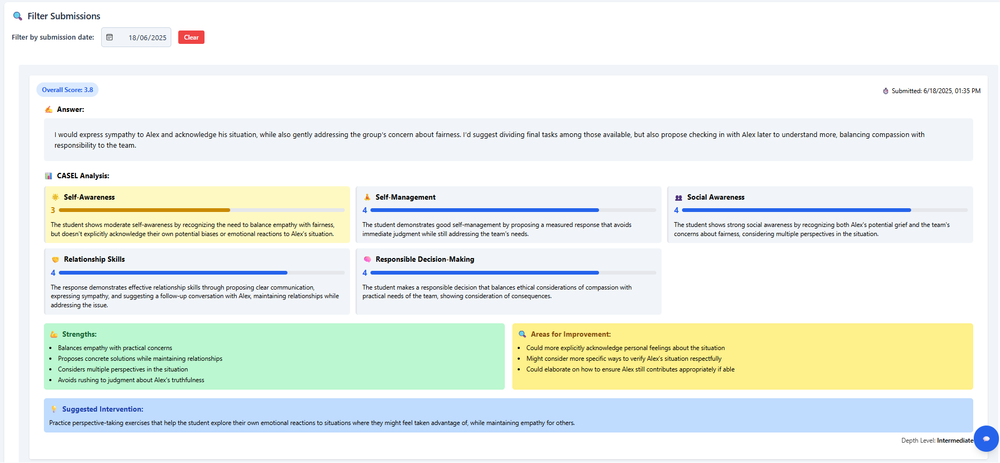 Filter Submissions
Filter by submission date:
18/06/2025
Clear
Overall Score: 3.8
Submitted: 6/18/2025, 01:35 PM
Answer:
I would express sympathy to Alex and acknowledge his situation, while also gently addressing the group's concern about fairness. I'd suggest dividing final tasks among those available, but also propose checking in with Alex later to understand more, balancing compassion with
responsibility to the team.
CASEL Analysis:
Self-Awareness
3
The student shows moderate self-awareness by recognizing the need to balance empathy with fairness,
but doesn't explicitly acknowledge their own potential biases or emotional reactions to Alex's situation.
Self-Management
4
The student demonstrates good self-management by proposing a measured response that avoids
immediate judgment while still addressing the team's needs.
Social Awareness
4
The student shows strong social awareness by recognizing both Alex's potential grief and the team's
concerns about fairness, considering multiple perspectives in the situation.
Relationship Skills
4
The response demonstrates effective relationship skills through proposing clear communication,
expressing sympathy, and suggesting a follow-up conversation with Alex, maintaining relationships while
addressing the issue.
Responsible Decision-Making
4
The student makes a responsible decision that balances ethical considerations of compassion with
practical needs of the team, showing consideration of consequences.
Strengths:
Balances empathy with practical concerns
Proposes concrete solutions while maintaining relationships
Considers multiple perspectives in the situation
Avoids rushing to judgment about Alex's truthfulness
Areas for Improvement:
Could more explicitly acknowledge personal feelings about the situation
Might consider more specific ways to verify Alex's situation respectfully
Could elaborate on how to ensure Alex still contributes appropriately if able
Suggested Intervention:
Practice perspective-taking exercises that help the student explore their own emotional reactions to situations where they might feel taken advantage of, while maintaining empathy for others.
Depth Level: Intermediate